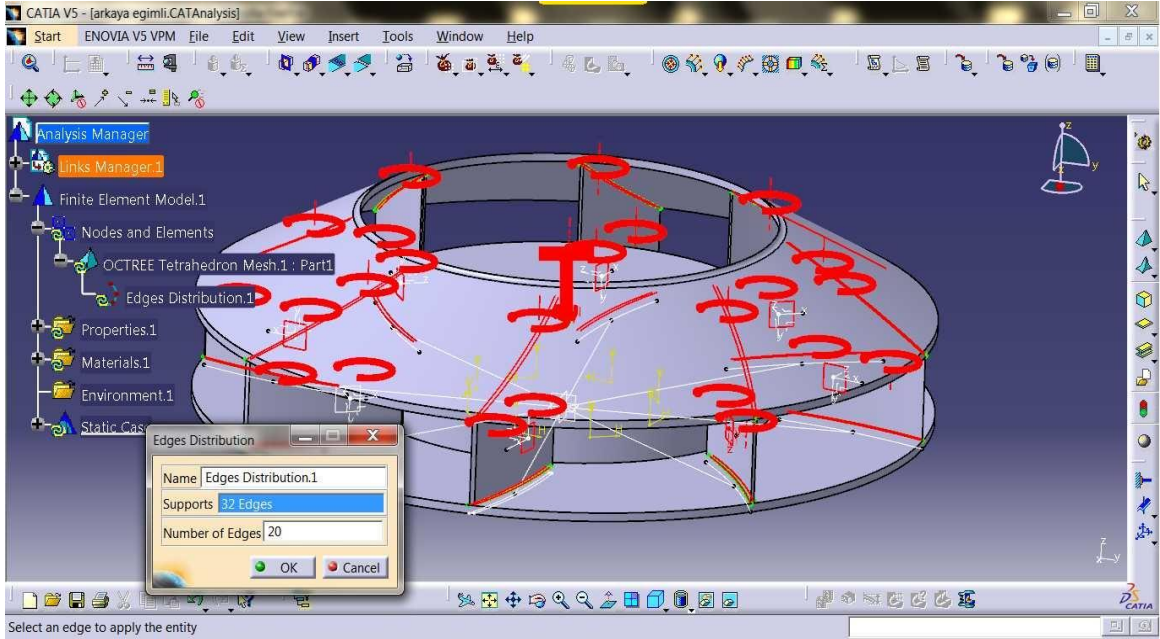 CATIA V5 - [arkaya egimli.CATAnalysis]
Start ENOVIA V5 VPM File Edit View Insert Tools Window Help
Analysis Manager
Links Manager.1
Finite Element Model.1
Nodes and Elements
OCTREE Tetrahedron Mesh.1 : Part1
Edges Distribution.1
Properties.1
Materials.1
Environment.1
Static Cas
Edges Distribution
Name Edges Distribution.1
Supports 32 Edges
Number of Edges 20
OK Cancel
z
y
T
z
y
DS CATIA
Select an edge to apply the entity